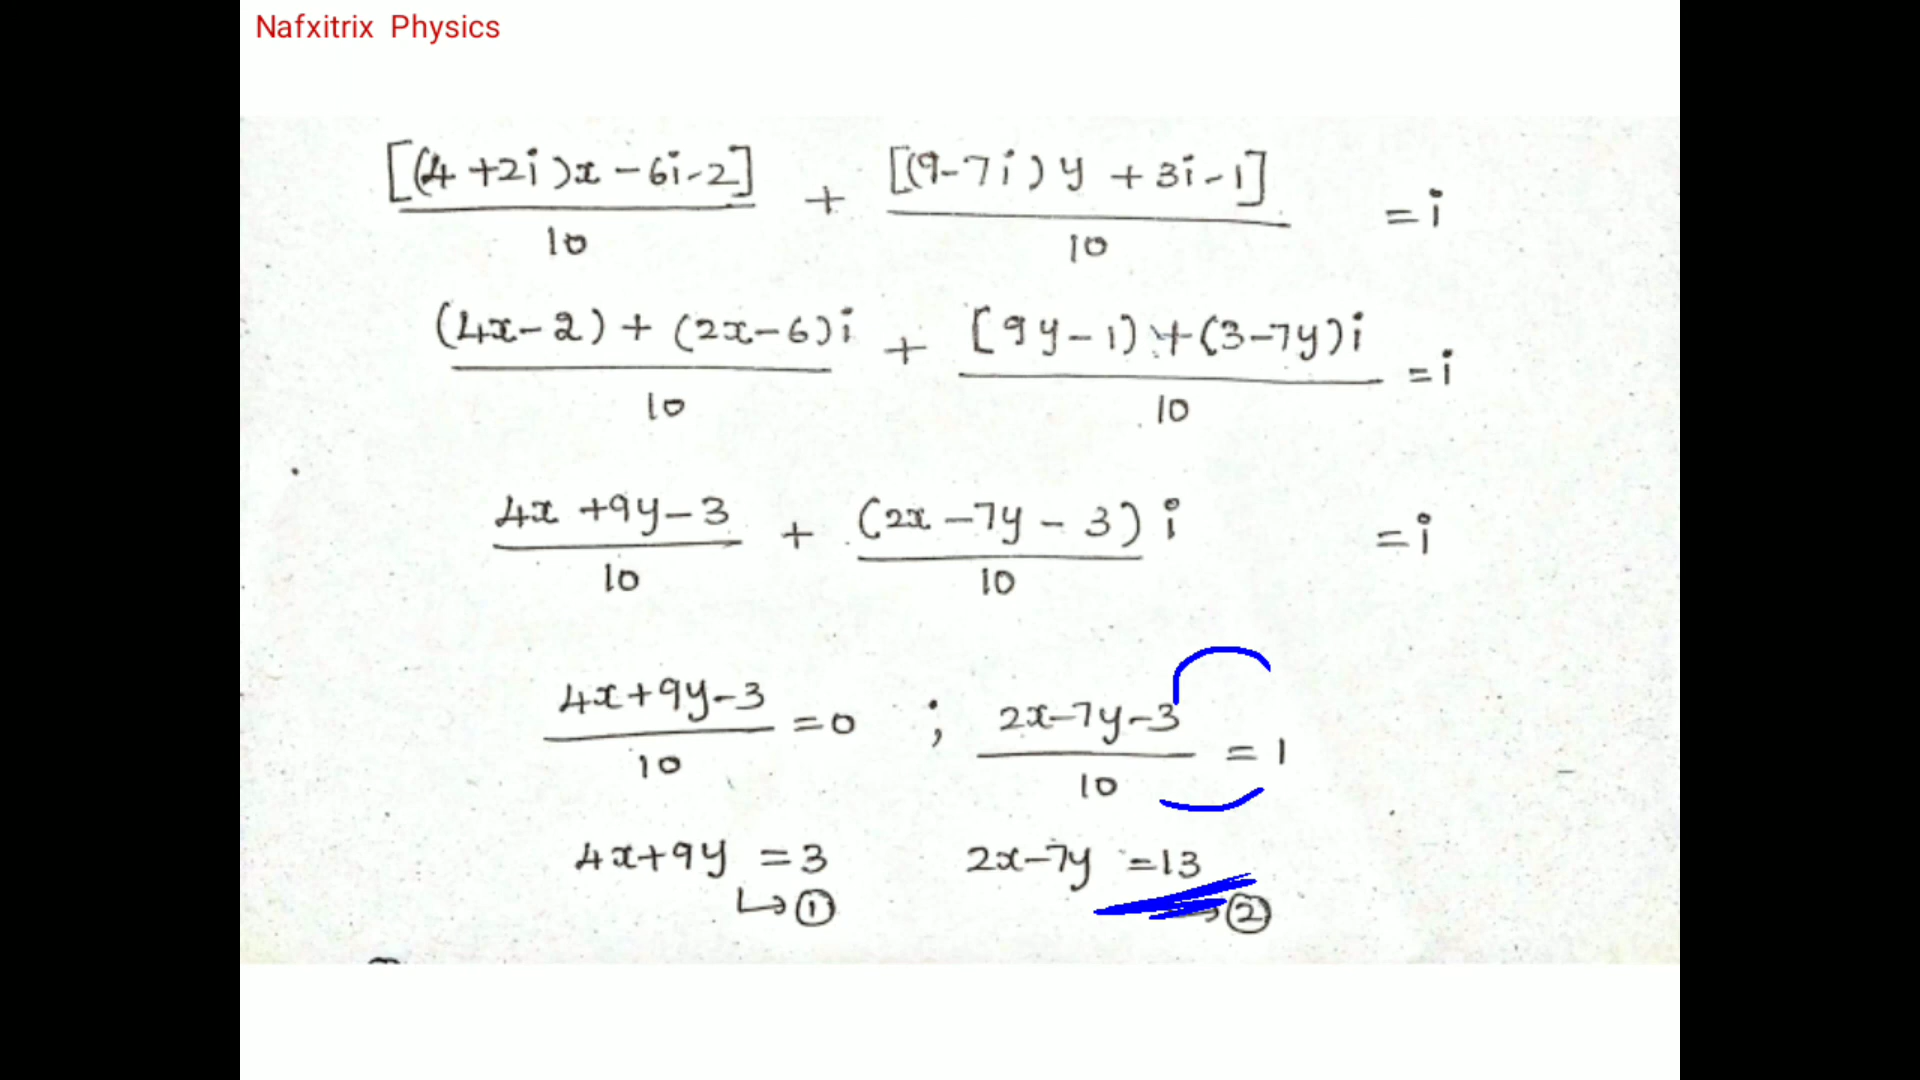 Nafxitrix Physics
[(4+2i)x-6i-2]/10 + [(9-7i)y+3i-1]/10 = i
(4x-2)+(2x-6)i/10 + [9y-1)+(3-7y)i/10 = i
4x+9y-3/10 + (2x-7y-3)i/10 = i
4x+9y-3/10 = 0 ; 2x-7y-3/10 = 1
4x+9y = 3 2x-7y = 13
↳ ① → ②